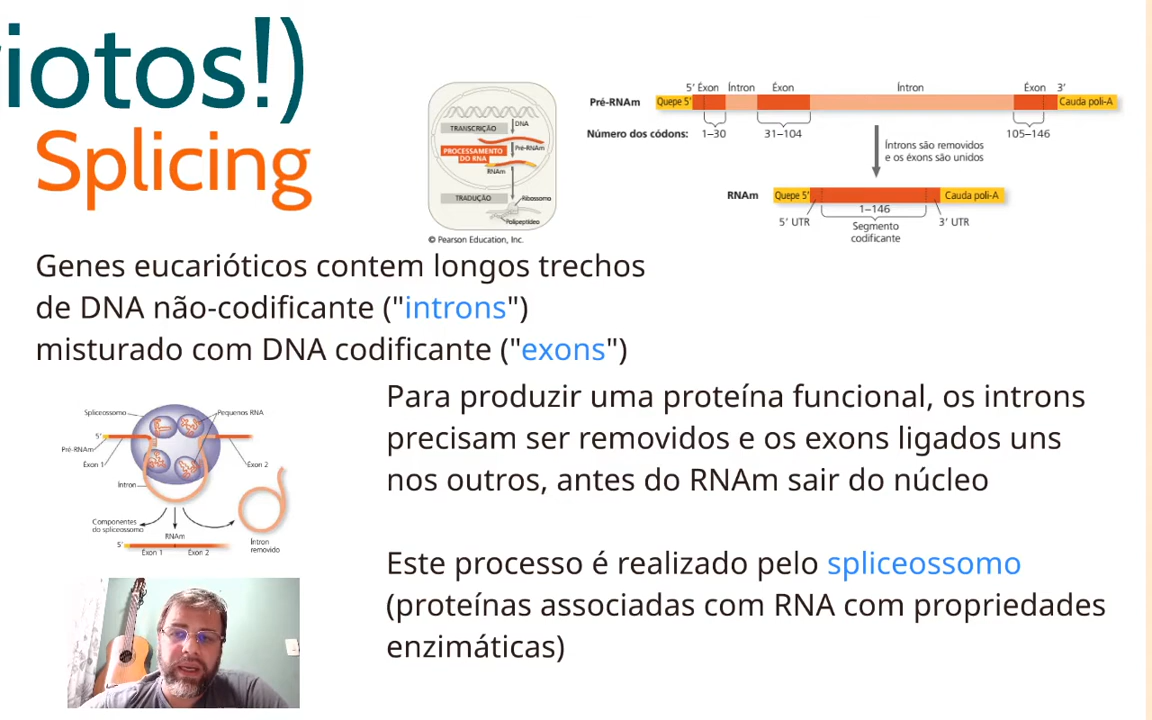 iotos!)
Splicing
DNA
TRANSCRIÇÃO
Pré-RNAm
PROCESSAMENTO
DO RNA
RNAm
TRADUÇÃO
Ribossomo
Polipeptídeo
© Pearson Education, Inc.
5' Éxon Íntron Éxon Íntron Éxon 3'
Pré-RNAm Quepe 5' Cauda poli-A
Número dos códons: 1–30 31–104 105–146
Íntrons são removidos
e os éxons são unidos
RNAm Quepe 5' Cauda poli-A
1–146
5' UTR 3' UTR
Segmento
codificante
Genes eucarióticos contem longos trechos
de DNA não-codificante ("introns")
misturado com DNA codificante ("exons")
Spliceossomo Pequenos RNA
5'
Pré-RNAm
Éxon 1 Éxon 2
Íntron
Componentes
do spliceossomo
RNAm
5'
Éxon 1 Éxon 2
Íntron
removido
Para produzir uma proteína funcional, os introns
precisam ser removidos e os exons ligados uns
nos outros, antes do RNAm sair do núcleo
Este processo é realizado pelo spliceossomo
(proteínas associadas com RNA com propriedades
enzimáticas)